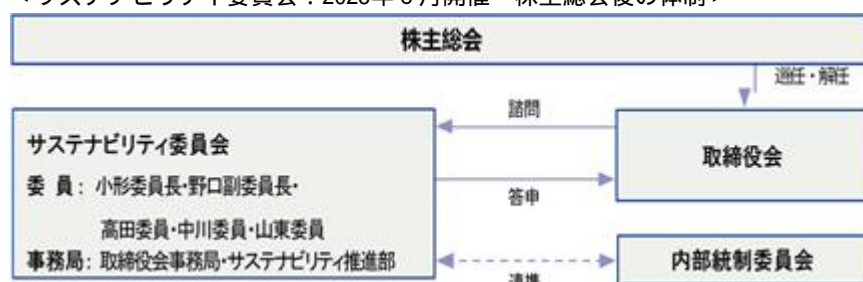 株主総会
選任・解任
諮問
サステナビリティ委員会
取締役会
委 員: 小形委員長・野口副委員長・
答申
高田委員・中川委員・山東委員
事務局: 取締役会事務局・サステナビリティ推進部
内部統制委員会